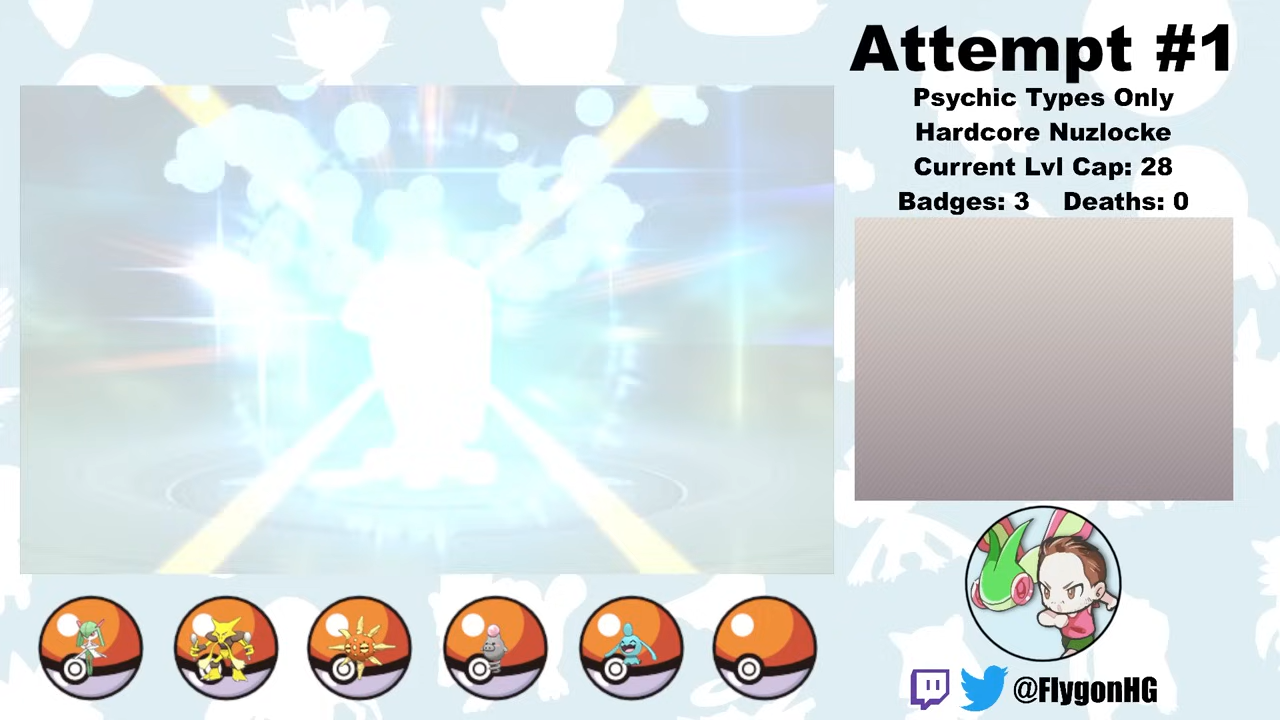 Attempt #1
Psychic Types Only
Hardcore Nuzlocke
Current Lvl Cap: 28
Badges: 3 Deaths: 0
@FlygonHG